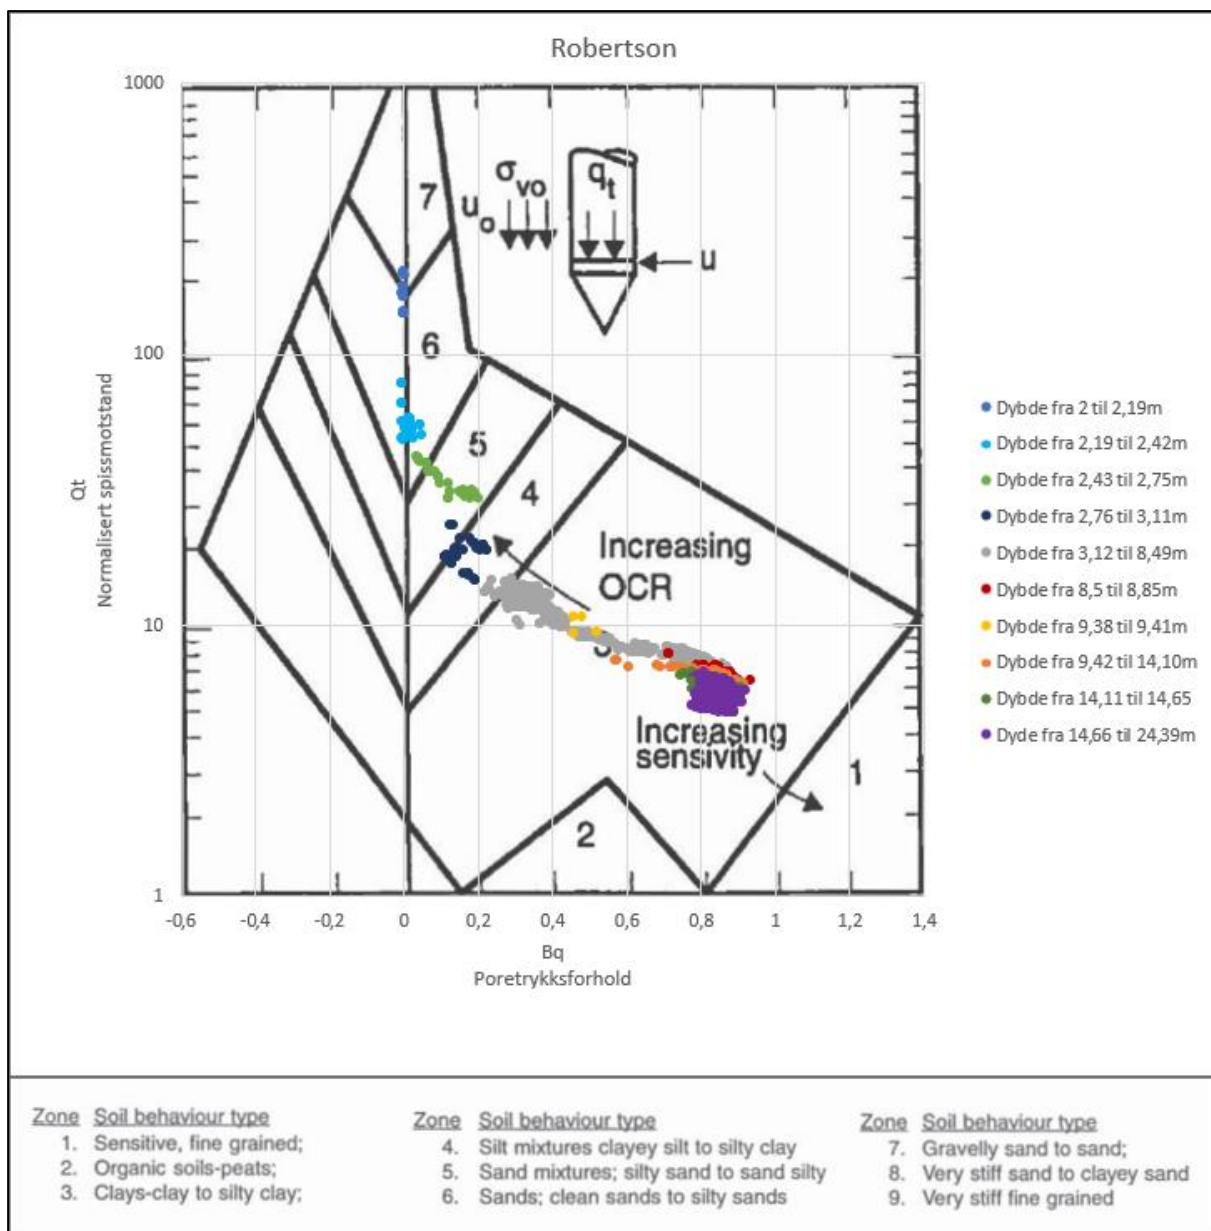 Robertson
1000
100
10
1
Qt
Normalisert spissmotstand
-0,6 -0,4 -0,2 0 0,2 0,4 0,6 0,8 1 1,2 1,4
Bq
Poretrykksforhold
7
6
5
4
3
2
1
σvo
uo
qt
u
Increasing
OCR
Increasing
sensivity
Dybde fra 2 til 2,19m
Dybde fra 2,19 til 2,42m
Dybde fra 2,43 til 2,75m
Dybde fra 2,76 til 3,11m
Dybde fra 3,12 til 8,49m
Dybde fra 8,5 til 8,85m
Dybde fra 9,38 til 9,41m
Dybde fra 9,42 til 14,10m
Dybde fra 14,11 til 14,65
Dyde fra 14,66 til 24,39m
Zone Soil behaviour type
1. Sensitive, fine grained;
2. Organic soils-peats;
3. Clays-clay to silty clay;
Zone Soil behaviour type
4. Silt mixtures clayey silt to silty clay
5. Sand mixtures; silty sand to sand silty
6. Sands; clean sands to silty sands
Zone Soil behaviour type
7. Gravelly sand to sand;
8. Very stiff sand to clayey sand
9. Very stiff fine grained